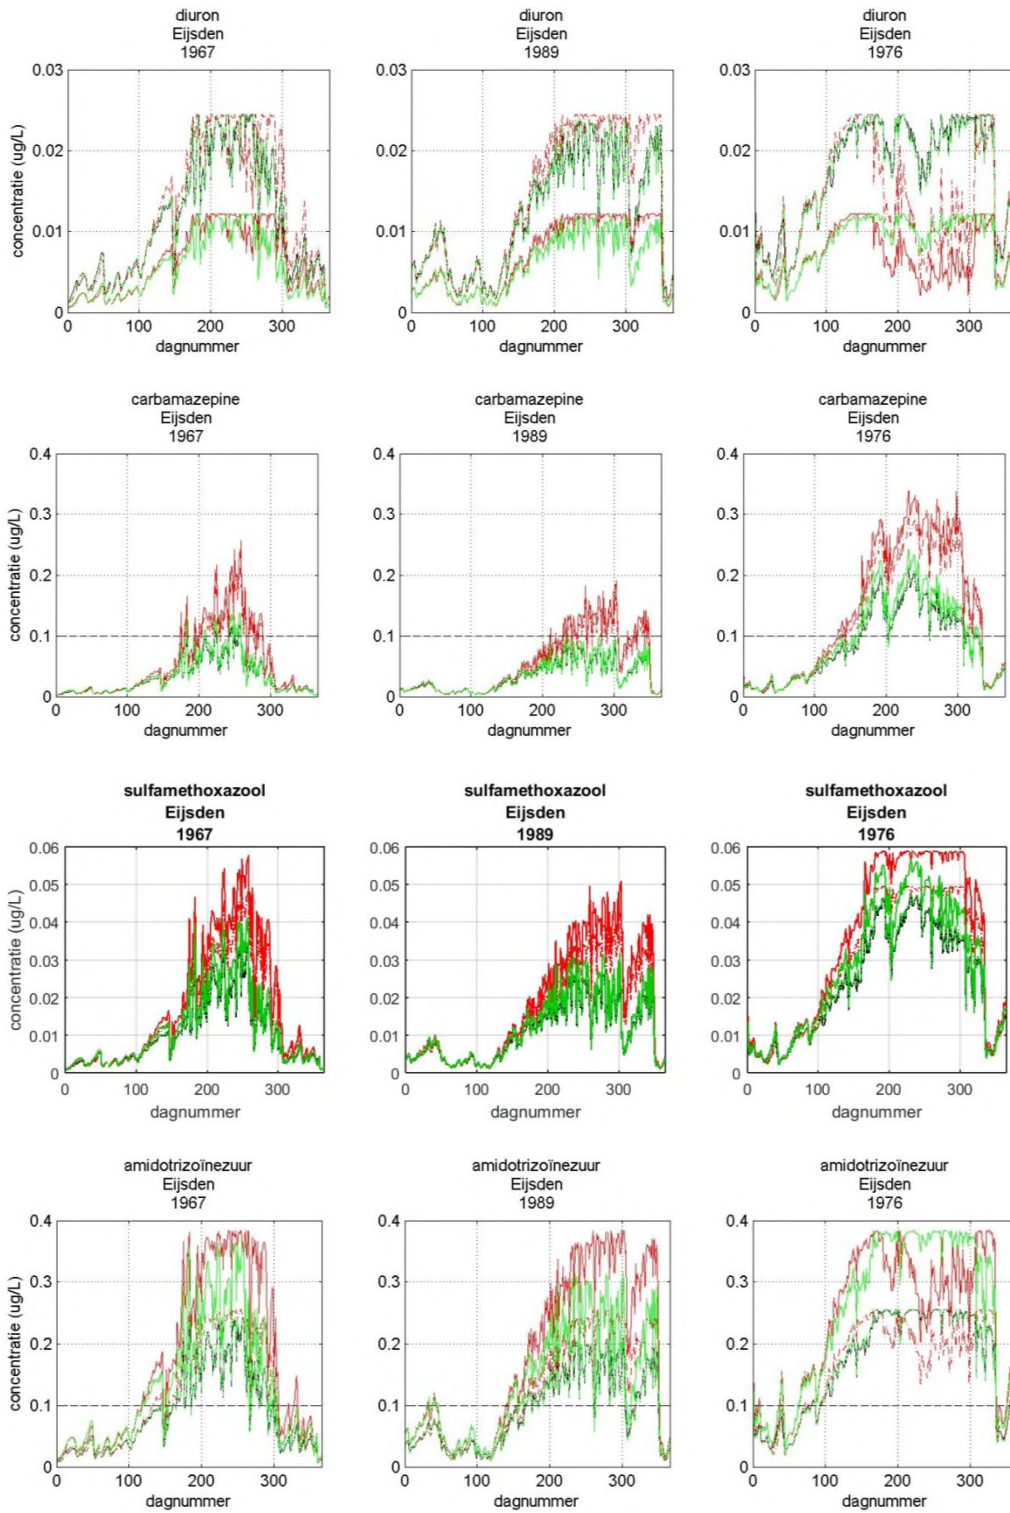 diuron
Eijsden
1967
diuron
Eijsden
1989
diuron
Eijsden
1976
concentratie (ug/L)
0.03
0.02
0.01
0
0 100 200 300
dagnummer
0.03
0.02
0.01
0
0 100 200 300
dagnummer
0.03
0.02
0.01
0
0 100 200 300
dagnummer
carbamazepine
Eijsden
1967
carbamazepine
Eijsden
1989
carbamazepine
Eijsden
1976
concentratie (ug/L)
0.4
0.3
0.2
0.1
0
0 100 200 300
dagnummer
0.4
0.3
0.2
0.1
0
0 100 200 300
dagnummer
0.4
0.3
0.2
0.1
0
0 100 200 300
dagnummer
sulfamethoxazool
Eijsden
1967
sulfamethoxazool
Eijsden
1989
sulfamethoxazool
Eijsden
1976
concentratie (ug/L)
0.06
0.05
0.04
0.03
0.02
0.01
0
0 100 200 300
dagnummer
0.06
0.05
0.04
0.03
0.02
0.01
0
0 100 200 300
dagnummer
0.06
0.05
0.04
0.03
0.02
0.01
0
0 100 200 300
dagnummer
amidotrizoïnezuur
Eijsden
1967
amidotrizoïnezuur
Eijsden
1989
amidotrizoïnezuur
Eijsden
1976
concentratie (ug/L)
0.4
0.3
0.2
0.1
0
0 100 200 300
dagnummer
0.4
0.3
0.2
0.1
0
0 100 200 300
dagnummer
0.4
0.3
0.2
0.1
0
0 100 200 300
dagnummer